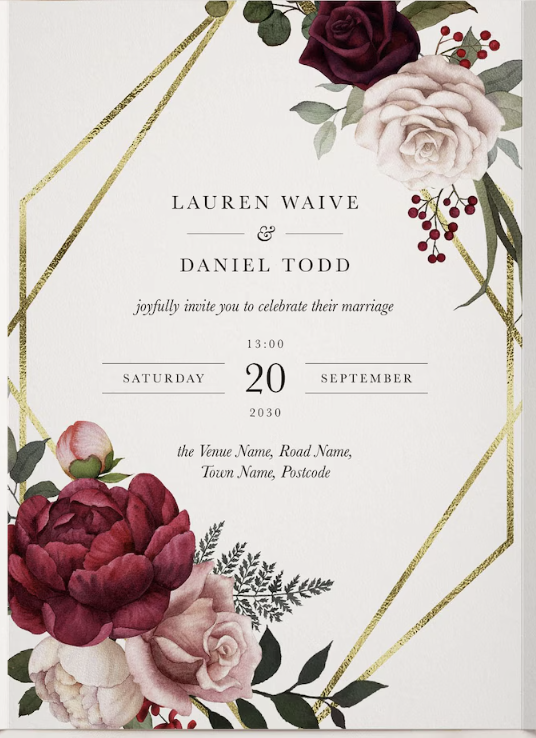 LAUREN WAIVE
&
DANIEL TODD
joyfully invite you to celebrate their marriage
13:00
SATURDAY 20 SEPTEMBER
2030
the Venue Name, Road Name,
Town Name, Postcode